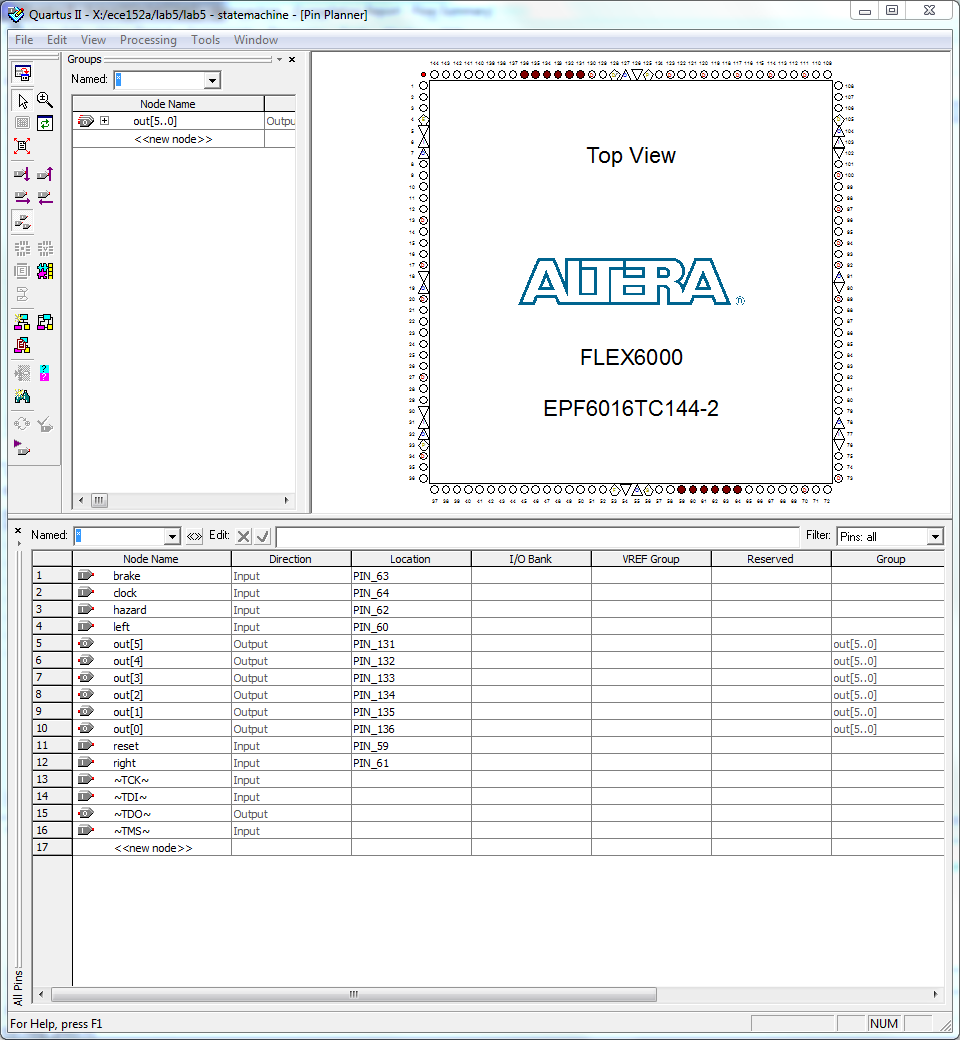 Quartus II - X:/ece152a/lab5/lab5 - statemachine - [Pin Planner]
File Edit View Processing Tools Window
Groups
Named: *
Node Name
out[5..0] Outpu
<<new node>>
Top View
ALTERA ®
FLEX6000
EPF6016TC144-2
Named: * Edit: Filter: Pins: all
Node Name Direction Location I/O Bank VREF Group Reserved Group
1 brake Input PIN_63
2 clock Input PIN_64
3 hazard Input PIN_62
4 left Input PIN_60
5 out[5] Output PIN_131 out[5..0]
6 out[4] Output PIN_132 out[5..0]
7 out[3] Output PIN_133 out[5..0]
8 out[2] Output PIN_134 out[5..0]
9 out[1] Output PIN_135 out[5..0]
10 out[0] Output PIN_136 out[5..0]
11 reset Input PIN_59
12 right Input PIN_61
13 ~TCK~ Input
14 ~TDI~ Input
15 ~TDO~ Output
16 ~TMS~ Input
17 <<new node>>
All Pins
For Help, press F1 NUM